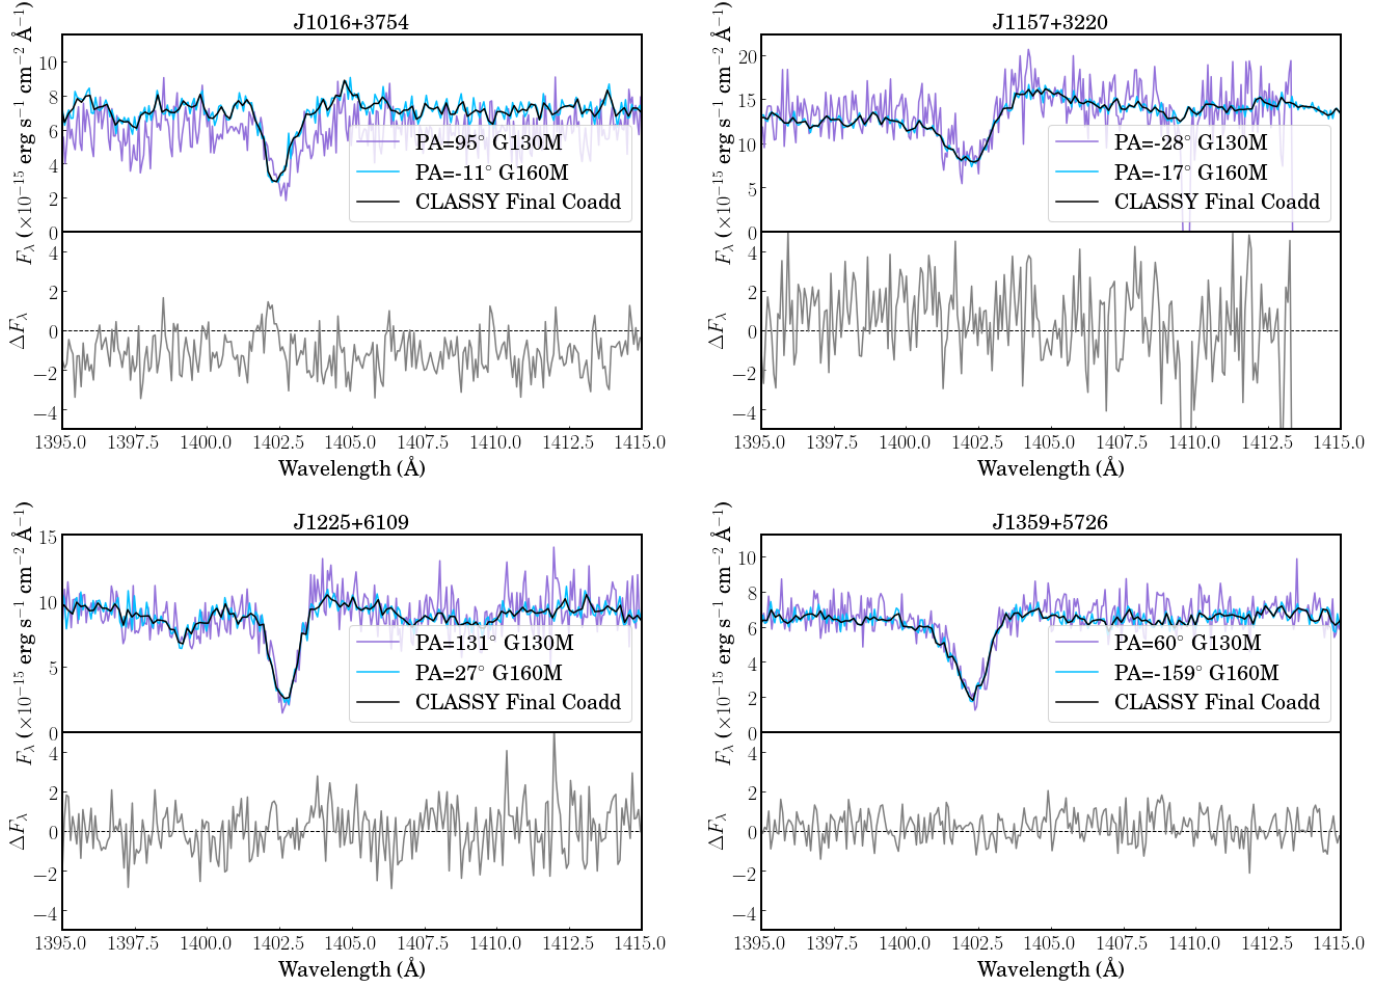 J1016+3754
F_λ (×10⁻¹⁵ erg s⁻¹ cm⁻² Å⁻¹)
10
8
6
4
2
0
PA=95° G130M
PA=-11° G160M
CLASSY Final Coadd
ΔF_λ
4
2
0
−2
−4
1395.0 1397.5 1400.0 1402.5 1405.0 1407.5 1410.0 1412.5 1415.0
Wavelength (Å)
J1157+3220
F_λ (×10⁻¹⁵ erg s⁻¹ cm⁻² Å⁻¹)
20
15
10
5
0
PA=-28° G130M
PA=-17° G160M
CLASSY Final Coadd
ΔF_λ
4
2
0
−2
−4
1395.0 1397.5 1400.0 1402.5 1405.0 1407.5 1410.0 1412.5 1415.0
Wavelength (Å)
J1225+6109
F_λ (×10⁻¹⁵ erg s⁻¹ cm⁻² Å⁻¹)
15
10
5
0
PA=131° G130M
PA=27° G160M
CLASSY Final Coadd
ΔF_λ
4
2
0
−2
−4
1395.0 1397.5 1400.0 1402.5 1405.0 1407.5 1410.0 1412.5 1415.0
Wavelength (Å)
J1359+5726
F_λ (×10⁻¹⁵ erg s⁻¹ cm⁻² Å⁻¹)
10
8
6
4
2
0
PA=60° G130M
PA=-159° G160M
CLASSY Final Coadd
ΔF_λ
4
2
0
−2
−4
1395.0 1397.5 1400.0 1402.5 1405.0 1407.5 1410.0 1412.5 1415.0
Wavelength (Å)